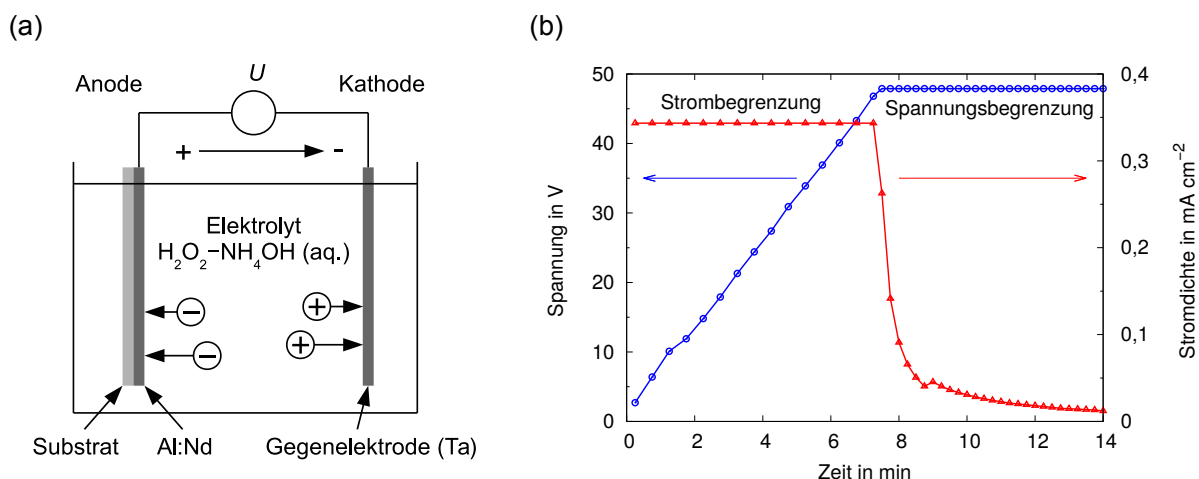 (a)
Anode
U
Kathode
+
-
Elektrolyt
H₂O₂–NH₄OH (aq.)
−
−
+
+
Substrat
Al:Nd
Gegenelektrode (Ta)
(b)
50
40
30
20
10
0
Spannung in V
Strombegrenzung
Spannungsbegrenzung
0,4
0,3
0,2
0,1
0
Stromdichte in mA cm⁻²
0 2 4 6 8 10 12 14
Zeit in min